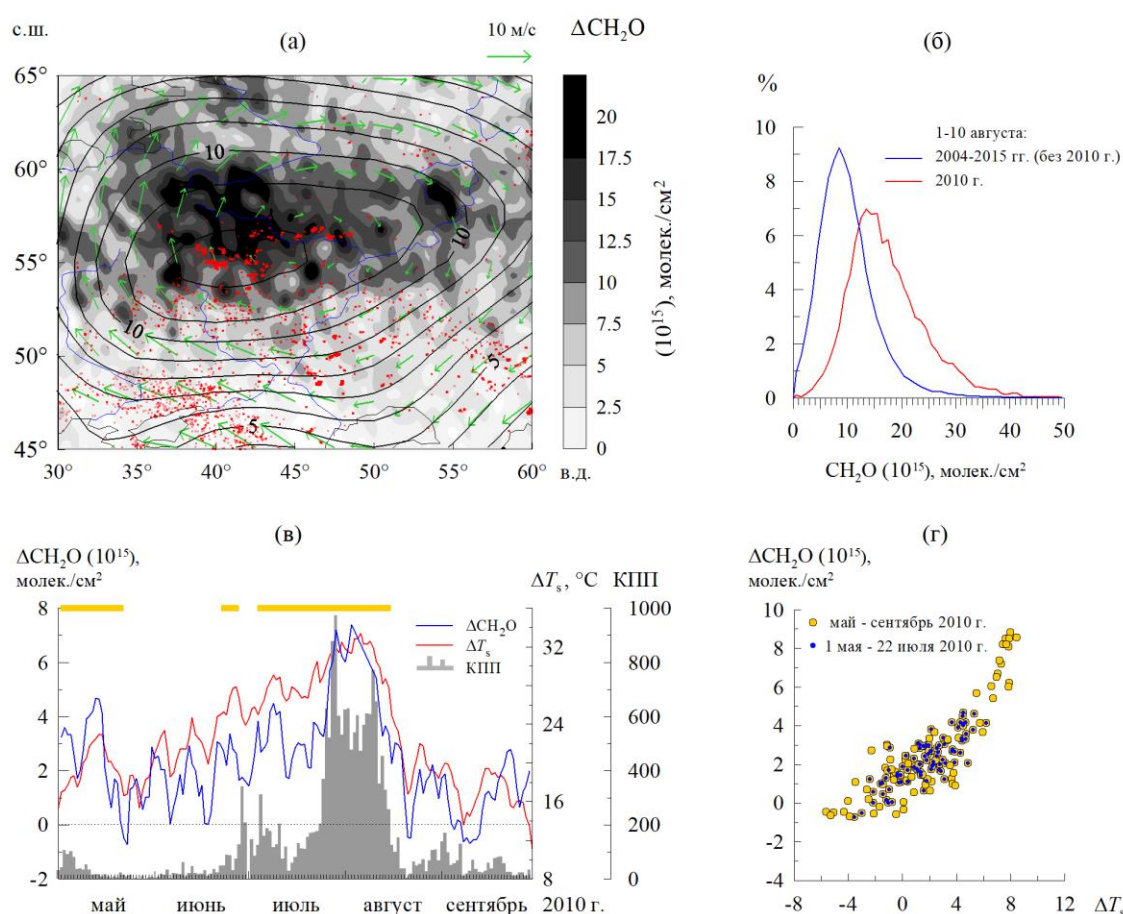 с.ш.
10 м/с
ΔCH₂O
(а)
65°
60°
55°
50°
45°
10
10
10
5
5
30° 35° 40° 45° 50° 55° 60° в.д.
20
17.5
15
12.5
10
7.5
5
2.5
0
(10¹⁵), молек./см²
(б)
%
10
8
6
4
2
0
1-10 августа:
2004-2015 гг. (без 2010 г.)
2010 г.
0 10 20 30 40 50
CH₂O (10¹⁵), молек./см²
(в)
ΔCH₂O (10¹⁵),
молек./см²
ΔTₛ, °C КПП
8
6
4
2
0
-2
ΔCH₂O
ΔTₛ
КПП
32
24
16
8
1000
800
600
400
200
0
май июнь июль август сентябрь 2010 г.
(г)
ΔCH₂O (10¹⁵),
молек./см²
10
8
6
4
2
0
-2
-4
май - сентябрь 2010 г.
1 мая - 22 июля 2010 г.
-8 -4 0 4 8 12 ΔTₛ